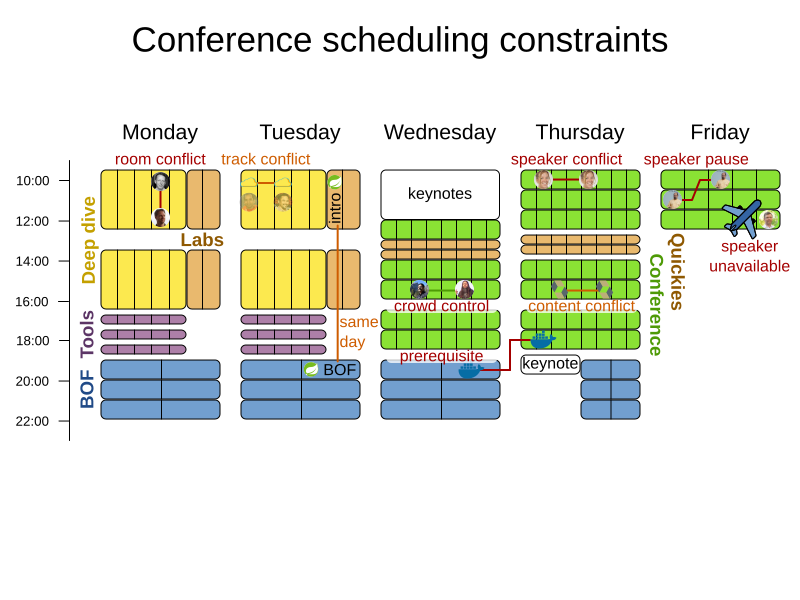 Conference scheduling constraints
Monday
Tuesday
Wednesday
Thursday
Friday
room conflict
track conflict
speaker conflict
speaker pause
10:00
12:00
14:00
16:00
18:00
20:00
22:00
Deep dive
Labs
Tools
BOF
intro
same
day
BOF
keynotes
crowd control
prerequisite
content conflict
keynote
speaker
unavailable
Quickies
Conference